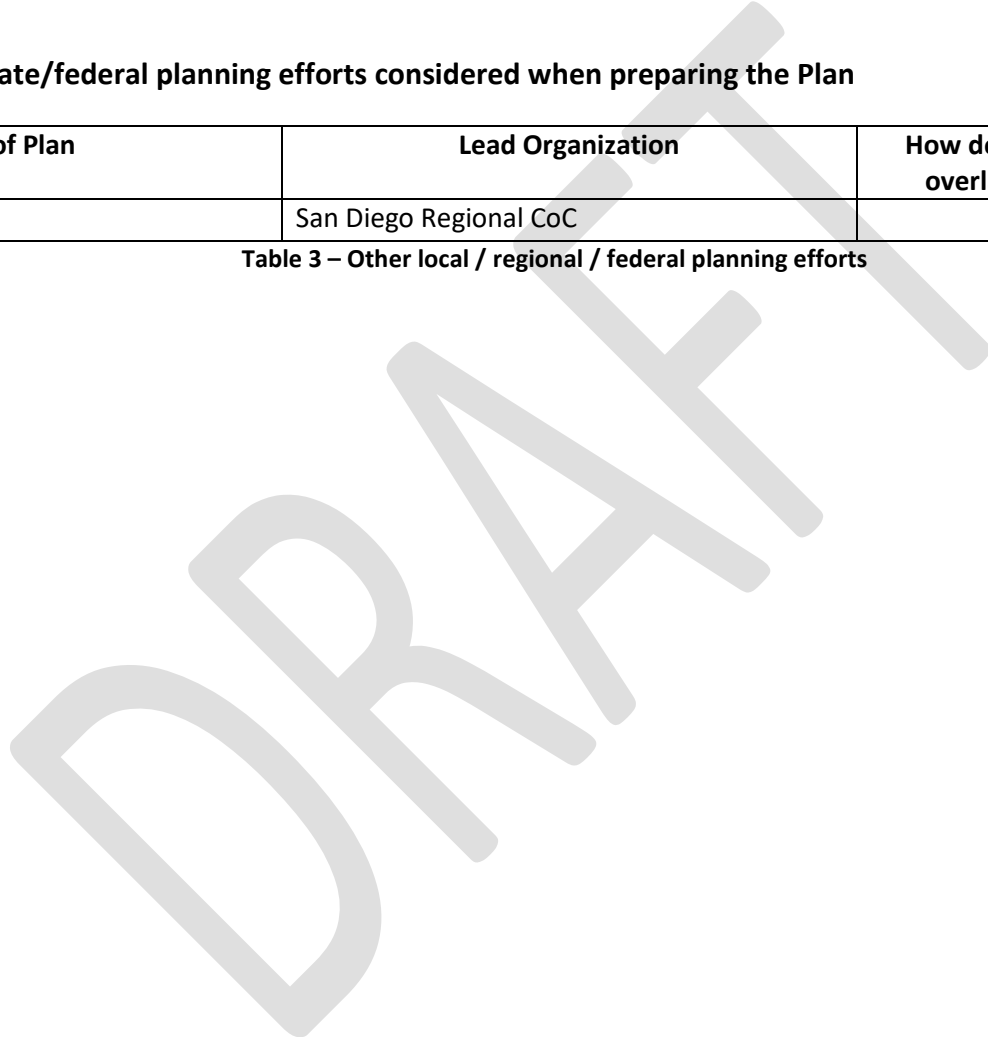 ate/federal planning efforts considered when preparing the Plan
of Plan Lead Organization How do
overl
San Diego Regional CoC
Table 3 – Other local / regional / federal planning efforts
DRAFT